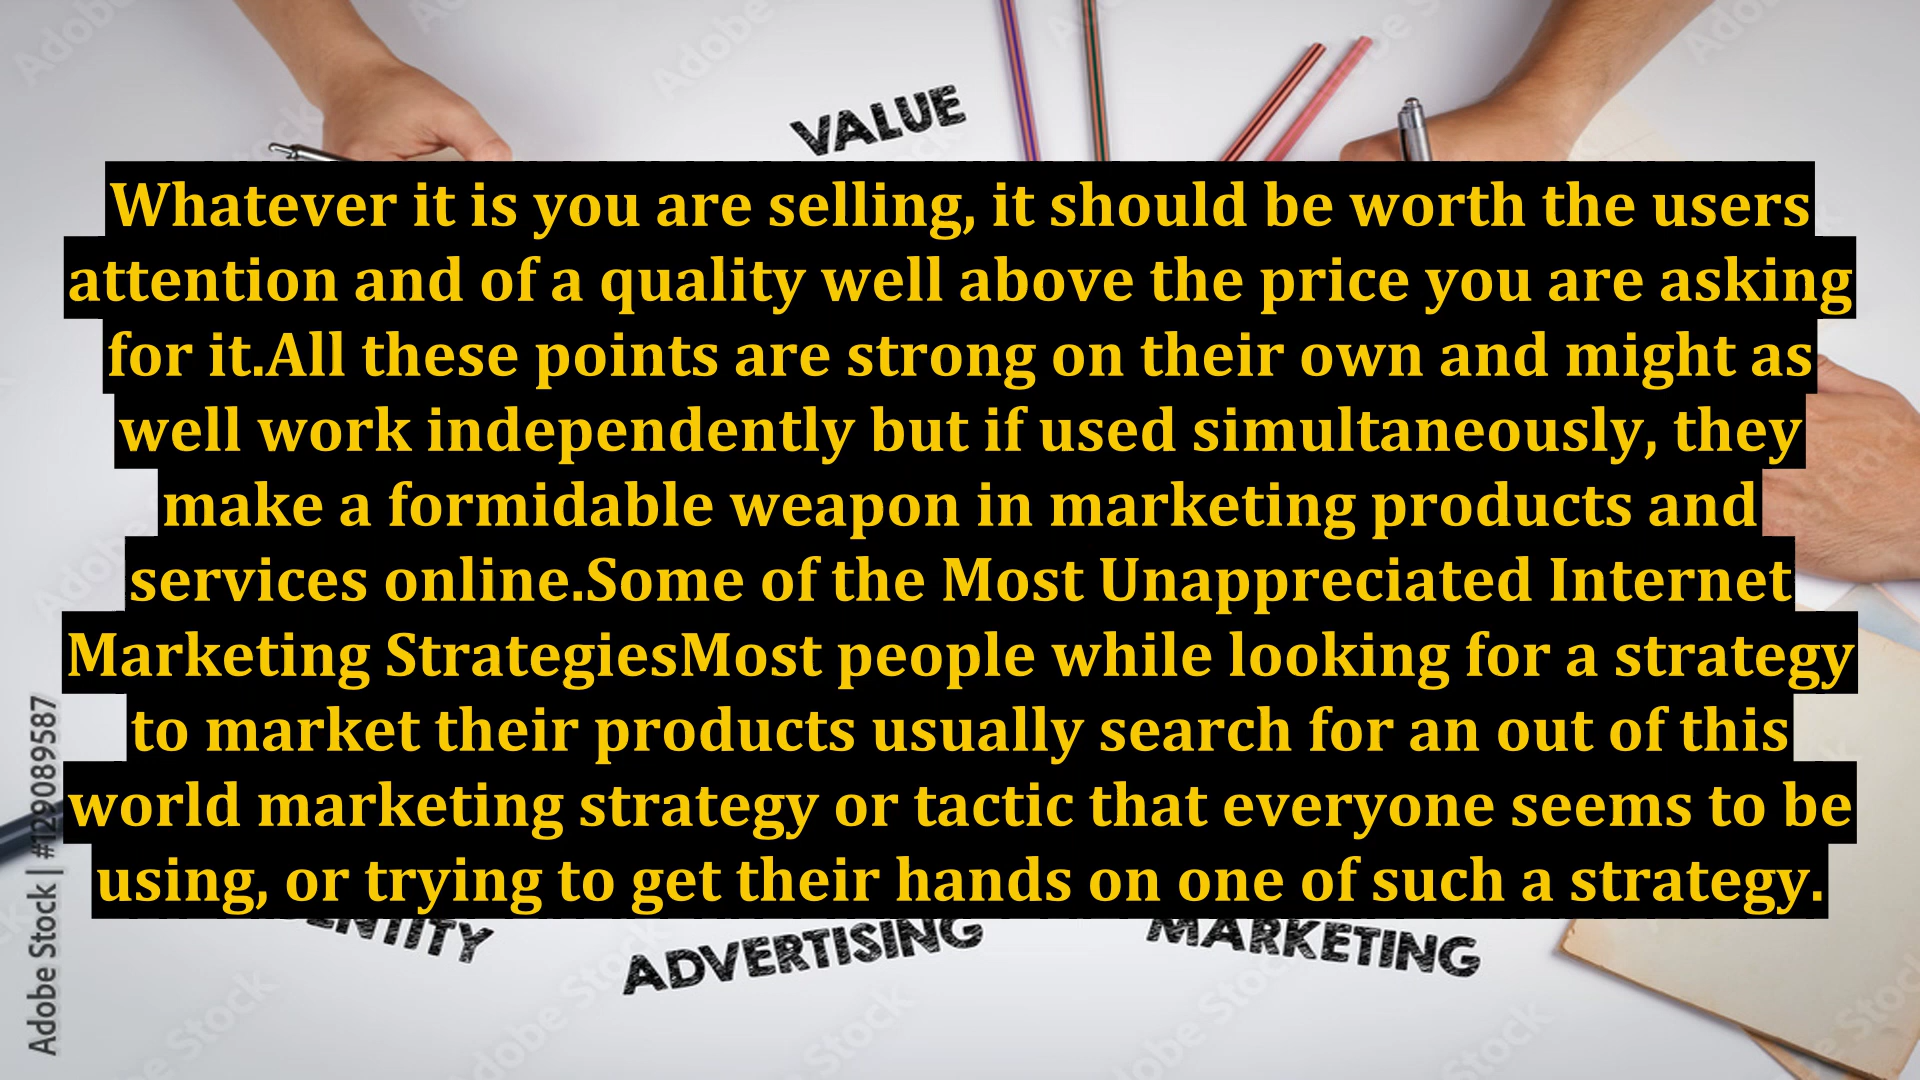 VALUE
Whatever it is you are selling, it should be worth the users
attention and of a quality well above the price you are asking
for it.All these points are strong on their own and might as
well work independently but if used simultaneously, they
make a formidable weapon in marketing products and
services online.Some of the Most Unappreciated Internet
Marketing StrategiesMost people while looking for a strategy
to market their products usually search for an out of this
world marketing strategy or tactic that everyone seems to be
using, or trying to get their hands on one of such a strategy.
ADVERTISING
MARKETING
Adobe Stock | #129089587